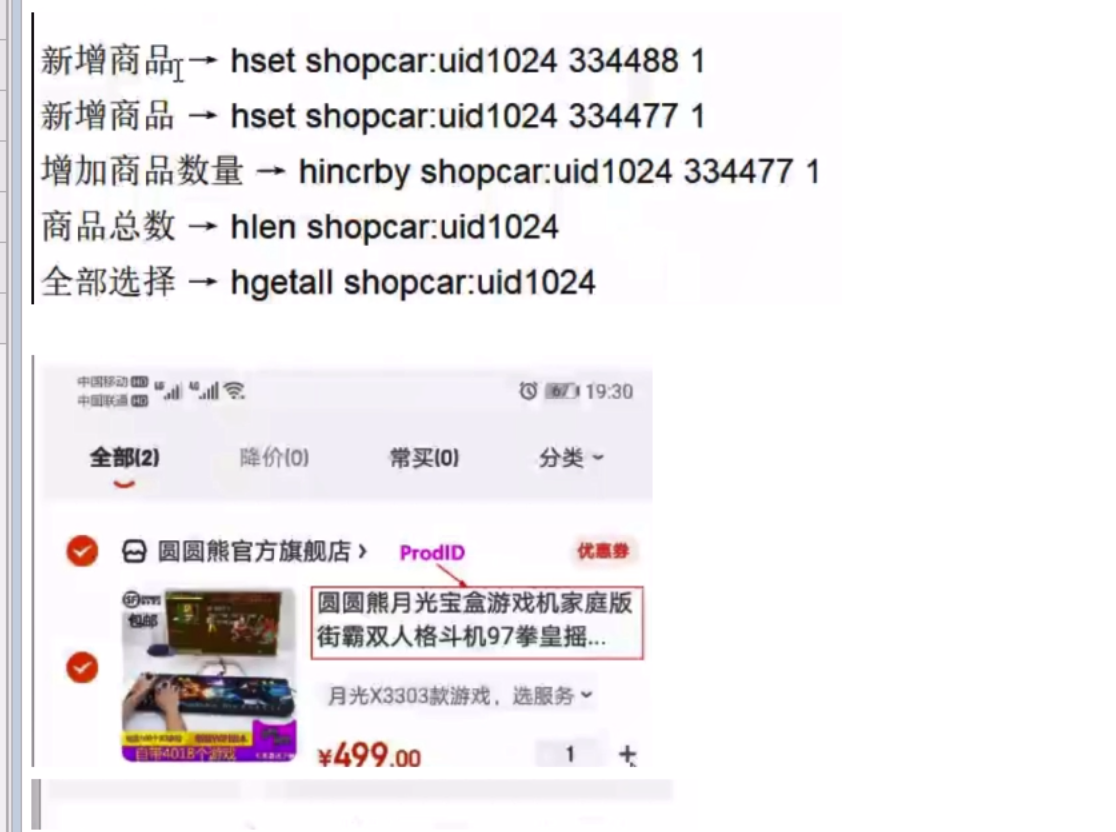 新增商品→ hset shopcar:uid1024 334488 1
新增商品 → hset shopcar:uid1024 334477 1
增加商品数量 → hincrby shopcar:uid1024 334477 1
商品总数 → hlen shopcar:uid1024
全部选择 → hgetall shopcar:uid1024
中国移动 HD
中国联通 HD
67 19:30
全部(2) 降价(0) 常买(0) 分类
圆圆熊官方旗舰店 ProdID 优惠券
包邮
圆圆熊月光宝盒游戏机家庭版
街霸双人格斗机97拳皇摇...
月光X3303款游戏，选服务
自带4018个游戏
¥499.00 1 +